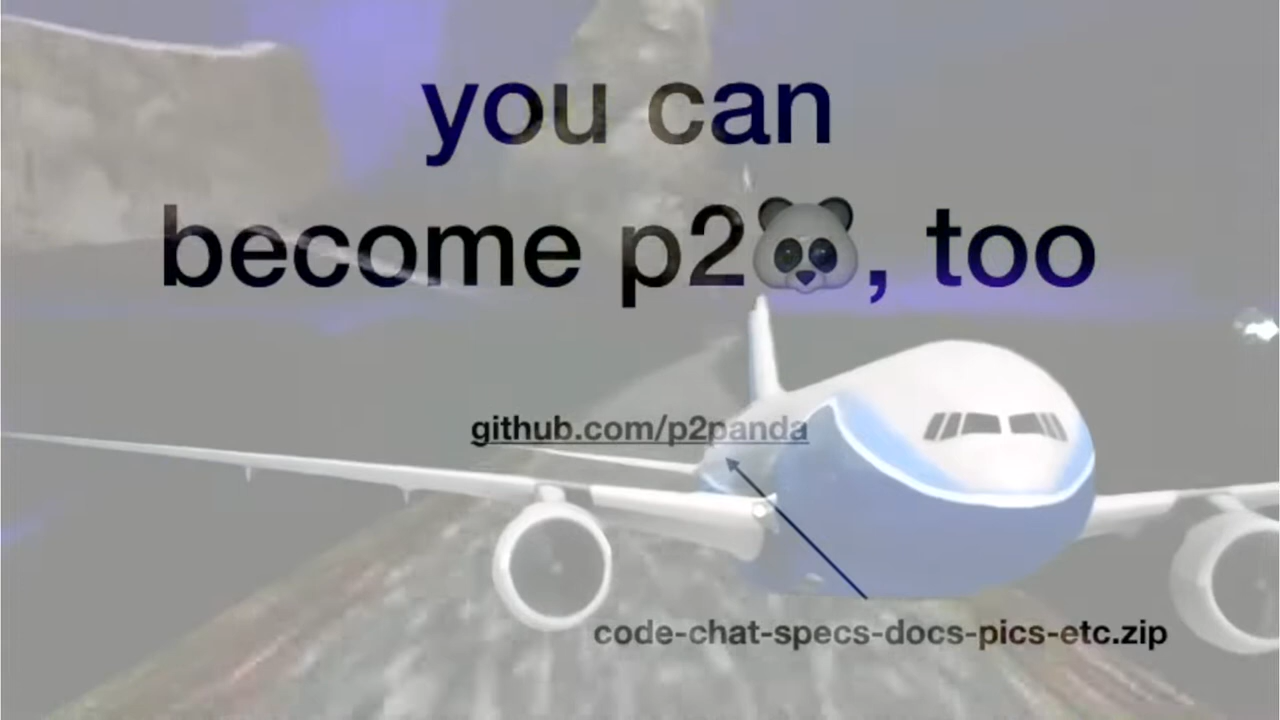 you can
become p2🐼, too
github.com/p2panda
code-chat-specs-docs-pics-etc.zip